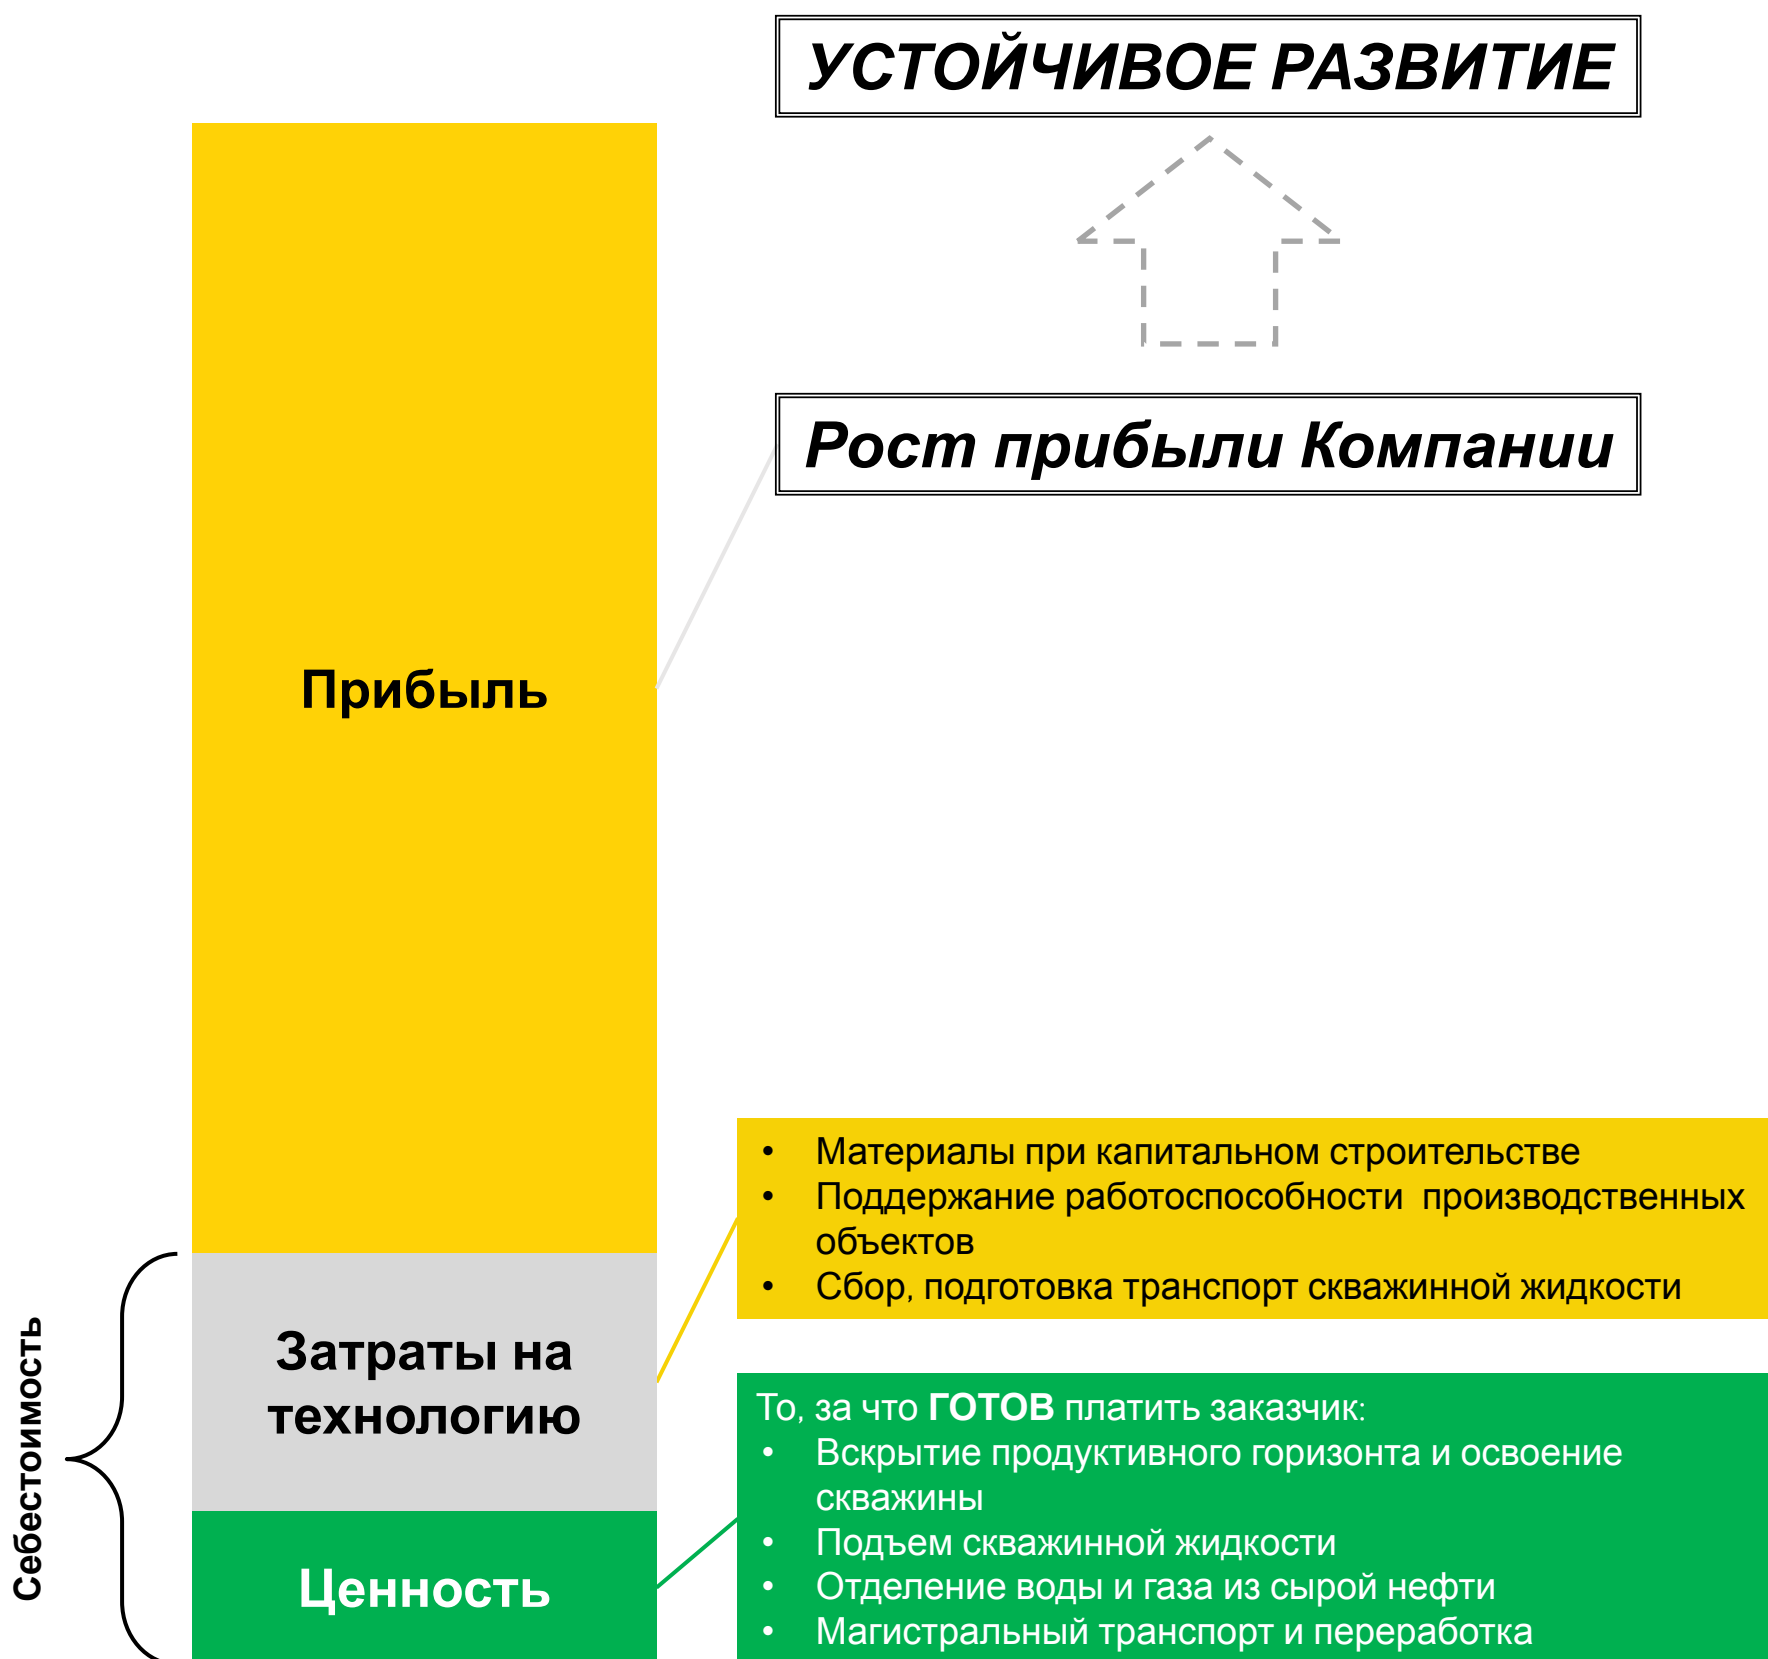 УСТОЙЧИВОЕ РАЗВИТИЕ
Рост прибыли Компании
Прибыль
• Материалы при капитальном строительстве
• Поддержание работоспособности производственных
объектов
• Сбор, подготовка транспорт скважинной жидкости
Себестоимость
Затраты на
технологию
То, за что ГОТОВ платить заказчик:
• Вскрытие продуктивного горизонта и освоение
скважины
• Подъем скважинной жидкости
• Отделение воды и газа из сырой нефти
• Магистральный транспорт и переработка
Ценность